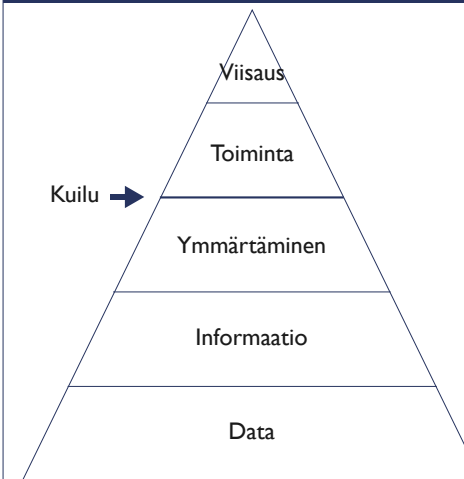 Viisaus
Toiminta
Kuilu
Ymmärtäminen
Informaatio
Data